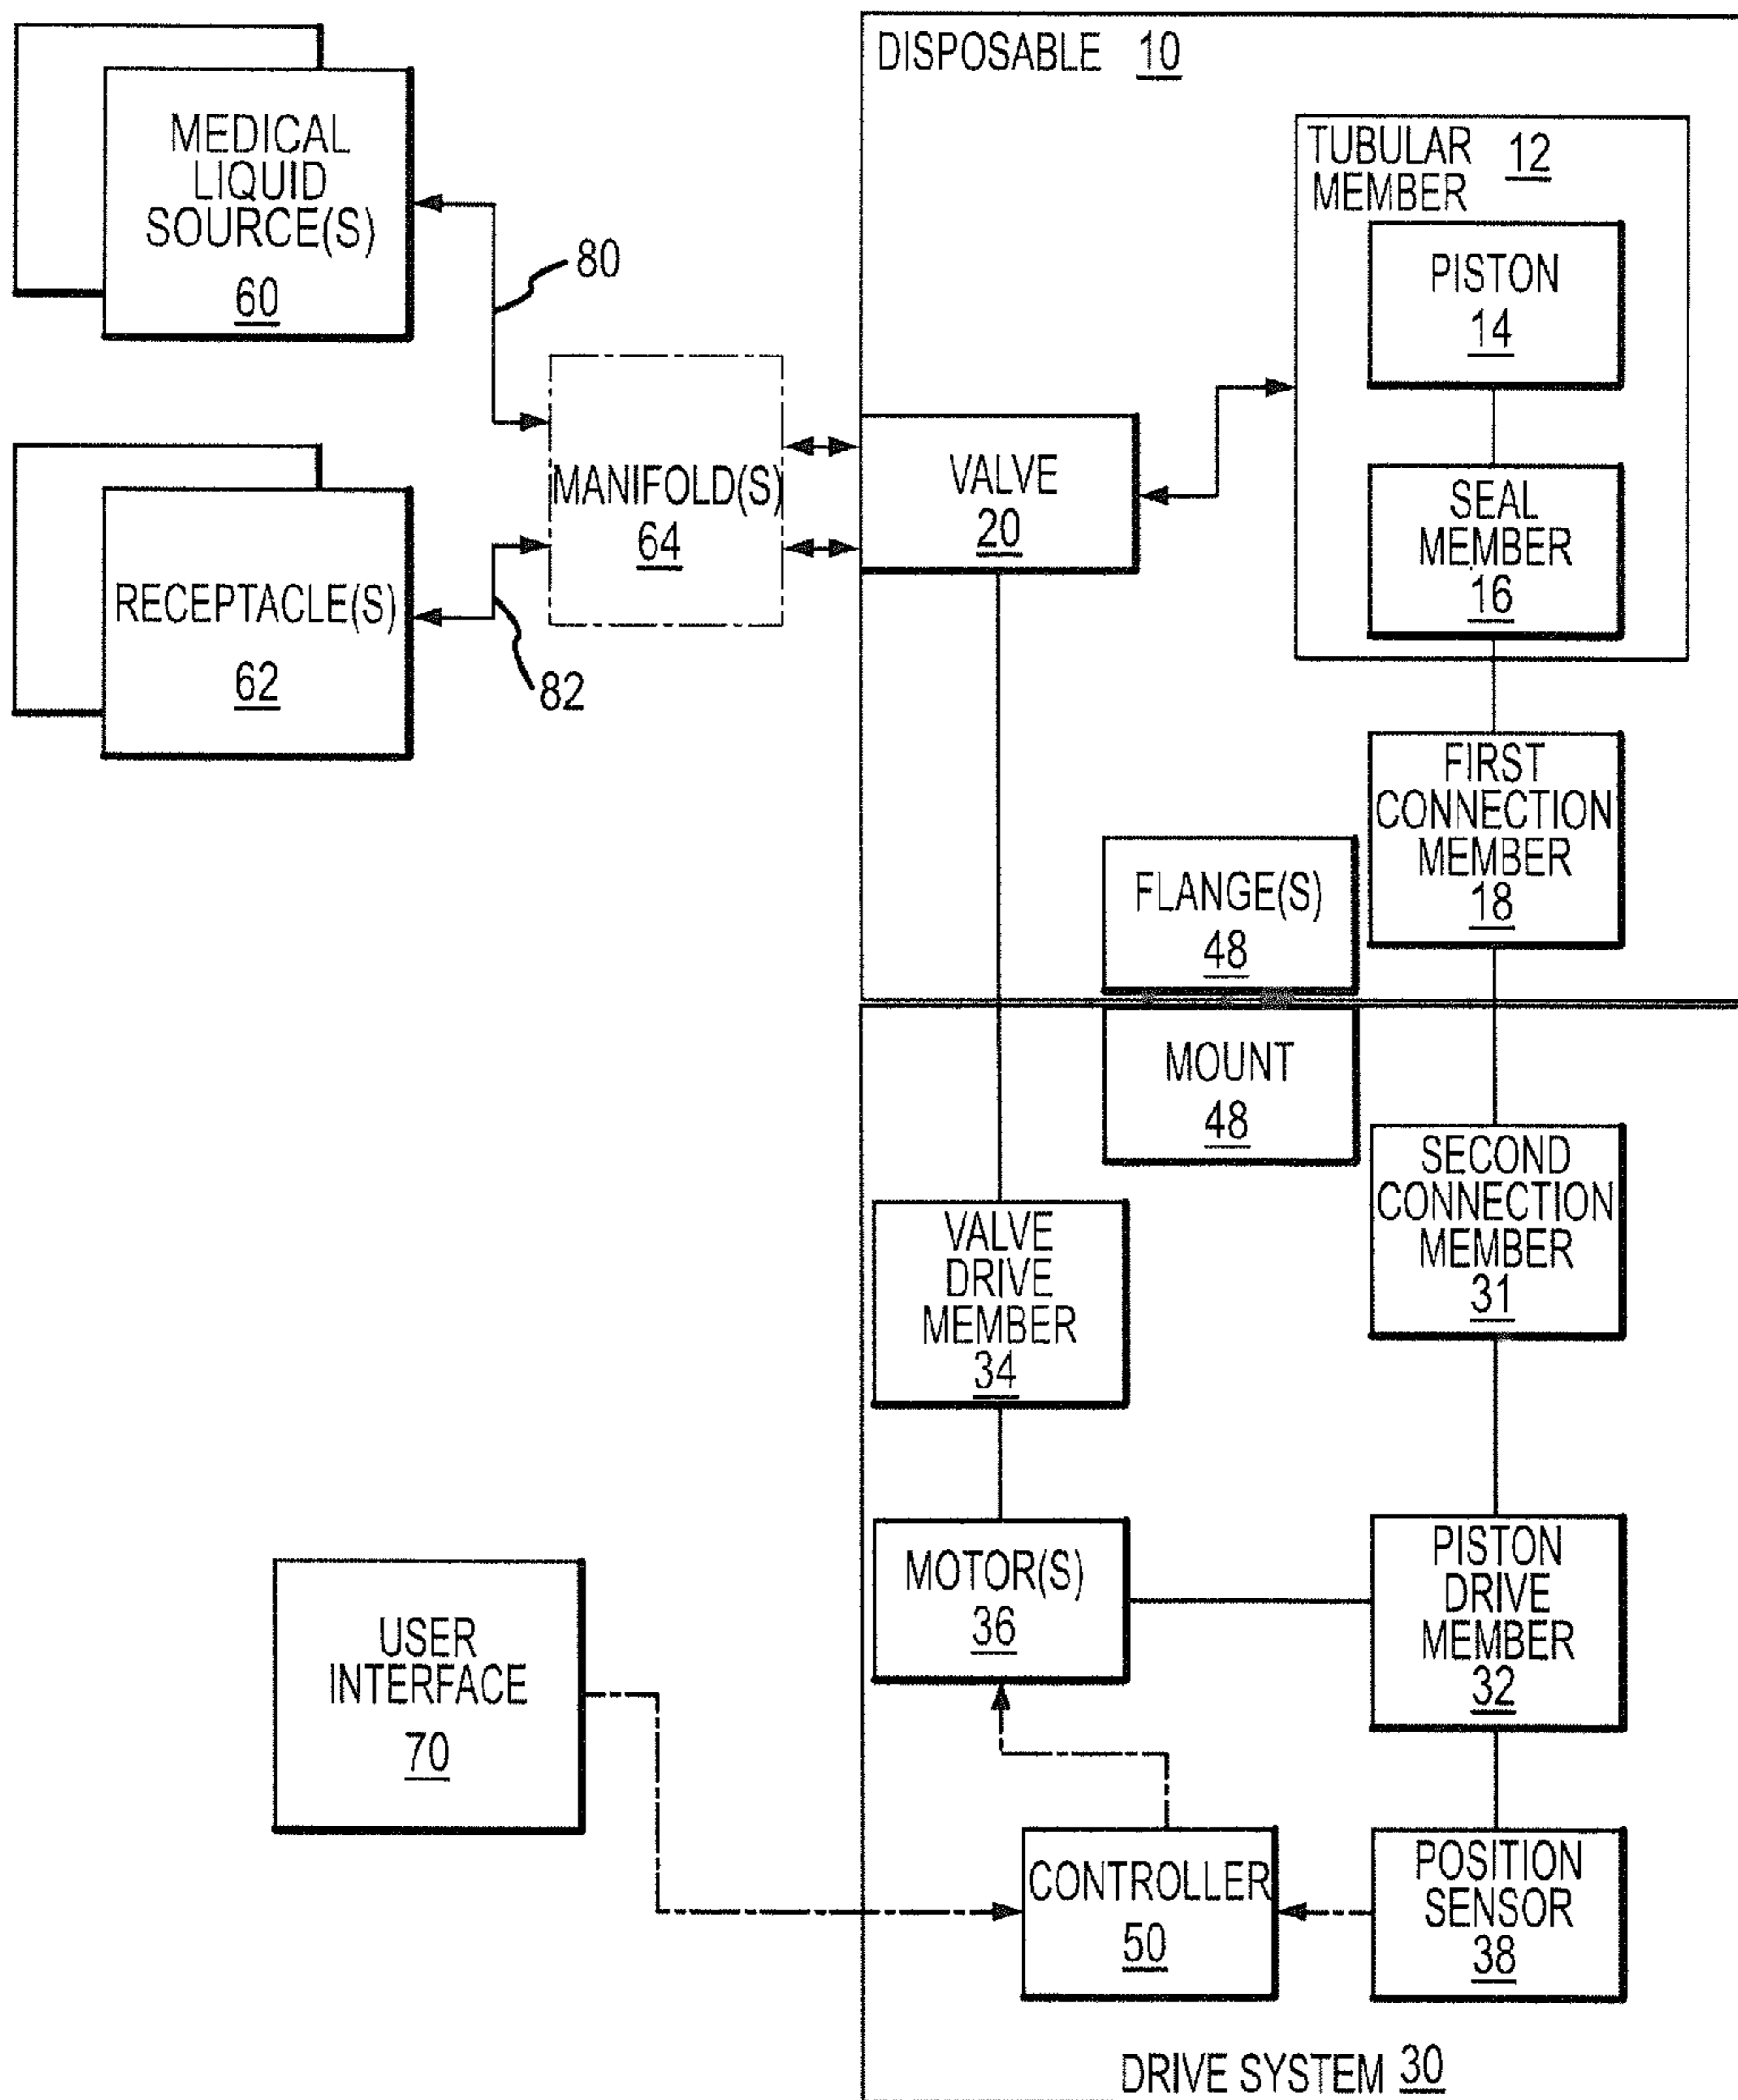 DISPOSABLE 10
MEDICAL
LIQUID
SOURCE(S)
60
80
TUBULAR 12
MEMBER
PISTON
14
SEAL
MEMBER
16
MANIFOLD(S)
64
VALVE
20
RECEPTACLE(S)
62
82
FIRST
CONNECTION
MEMBER
18
FLANGE(S)
48
MOUNT
48
SECOND
CONNECTION
MEMBER
31
VALVE
DRIVE
MEMBER
34
MOTOR(S)
36
PISTON
DRIVE
MEMBER
32
USER
INTERFACE
70
CONTROLLER
50
POSITION
SENSOR
38
DRIVE SYSTEM 30